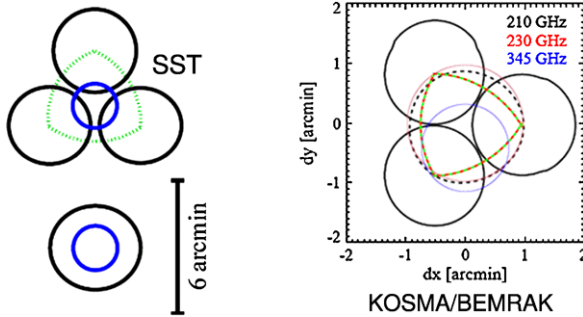 SST
6 arcmin
210 GHz
230 GHz
345 GHz
dy [arcmin]
2
1
0
-1
-2
-2
-1
0
1
2
dx [arcmin]
KOSMA/BEMRAK